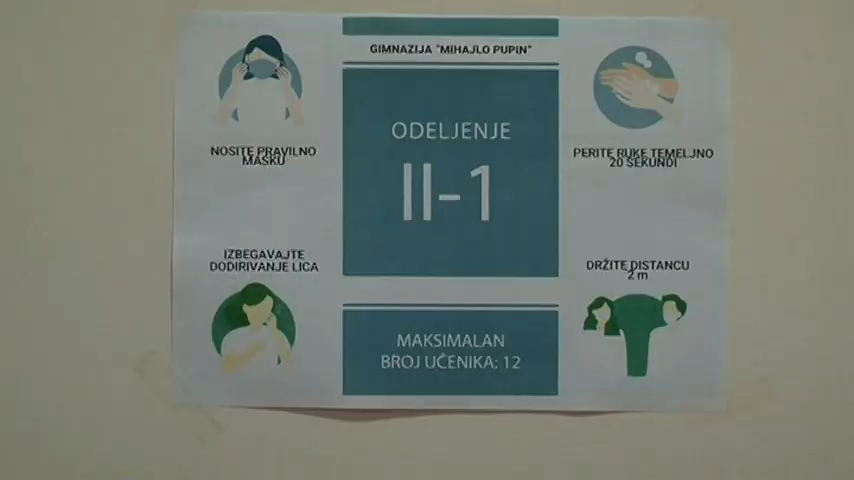 GIMNAZIJA "MIHAJLO PUPIN"
ODELJENJE
II-1
NOSITE PRAVILNO
MASKU
PERITE RUKE TEMELJNO
20 SEKUNDI
IZBEGAVAJTE
DODIRIVANJE LICA
DRŽITE DISTANCU
2 m
MAKSIMALAN
BROJ UČENIKA: 12